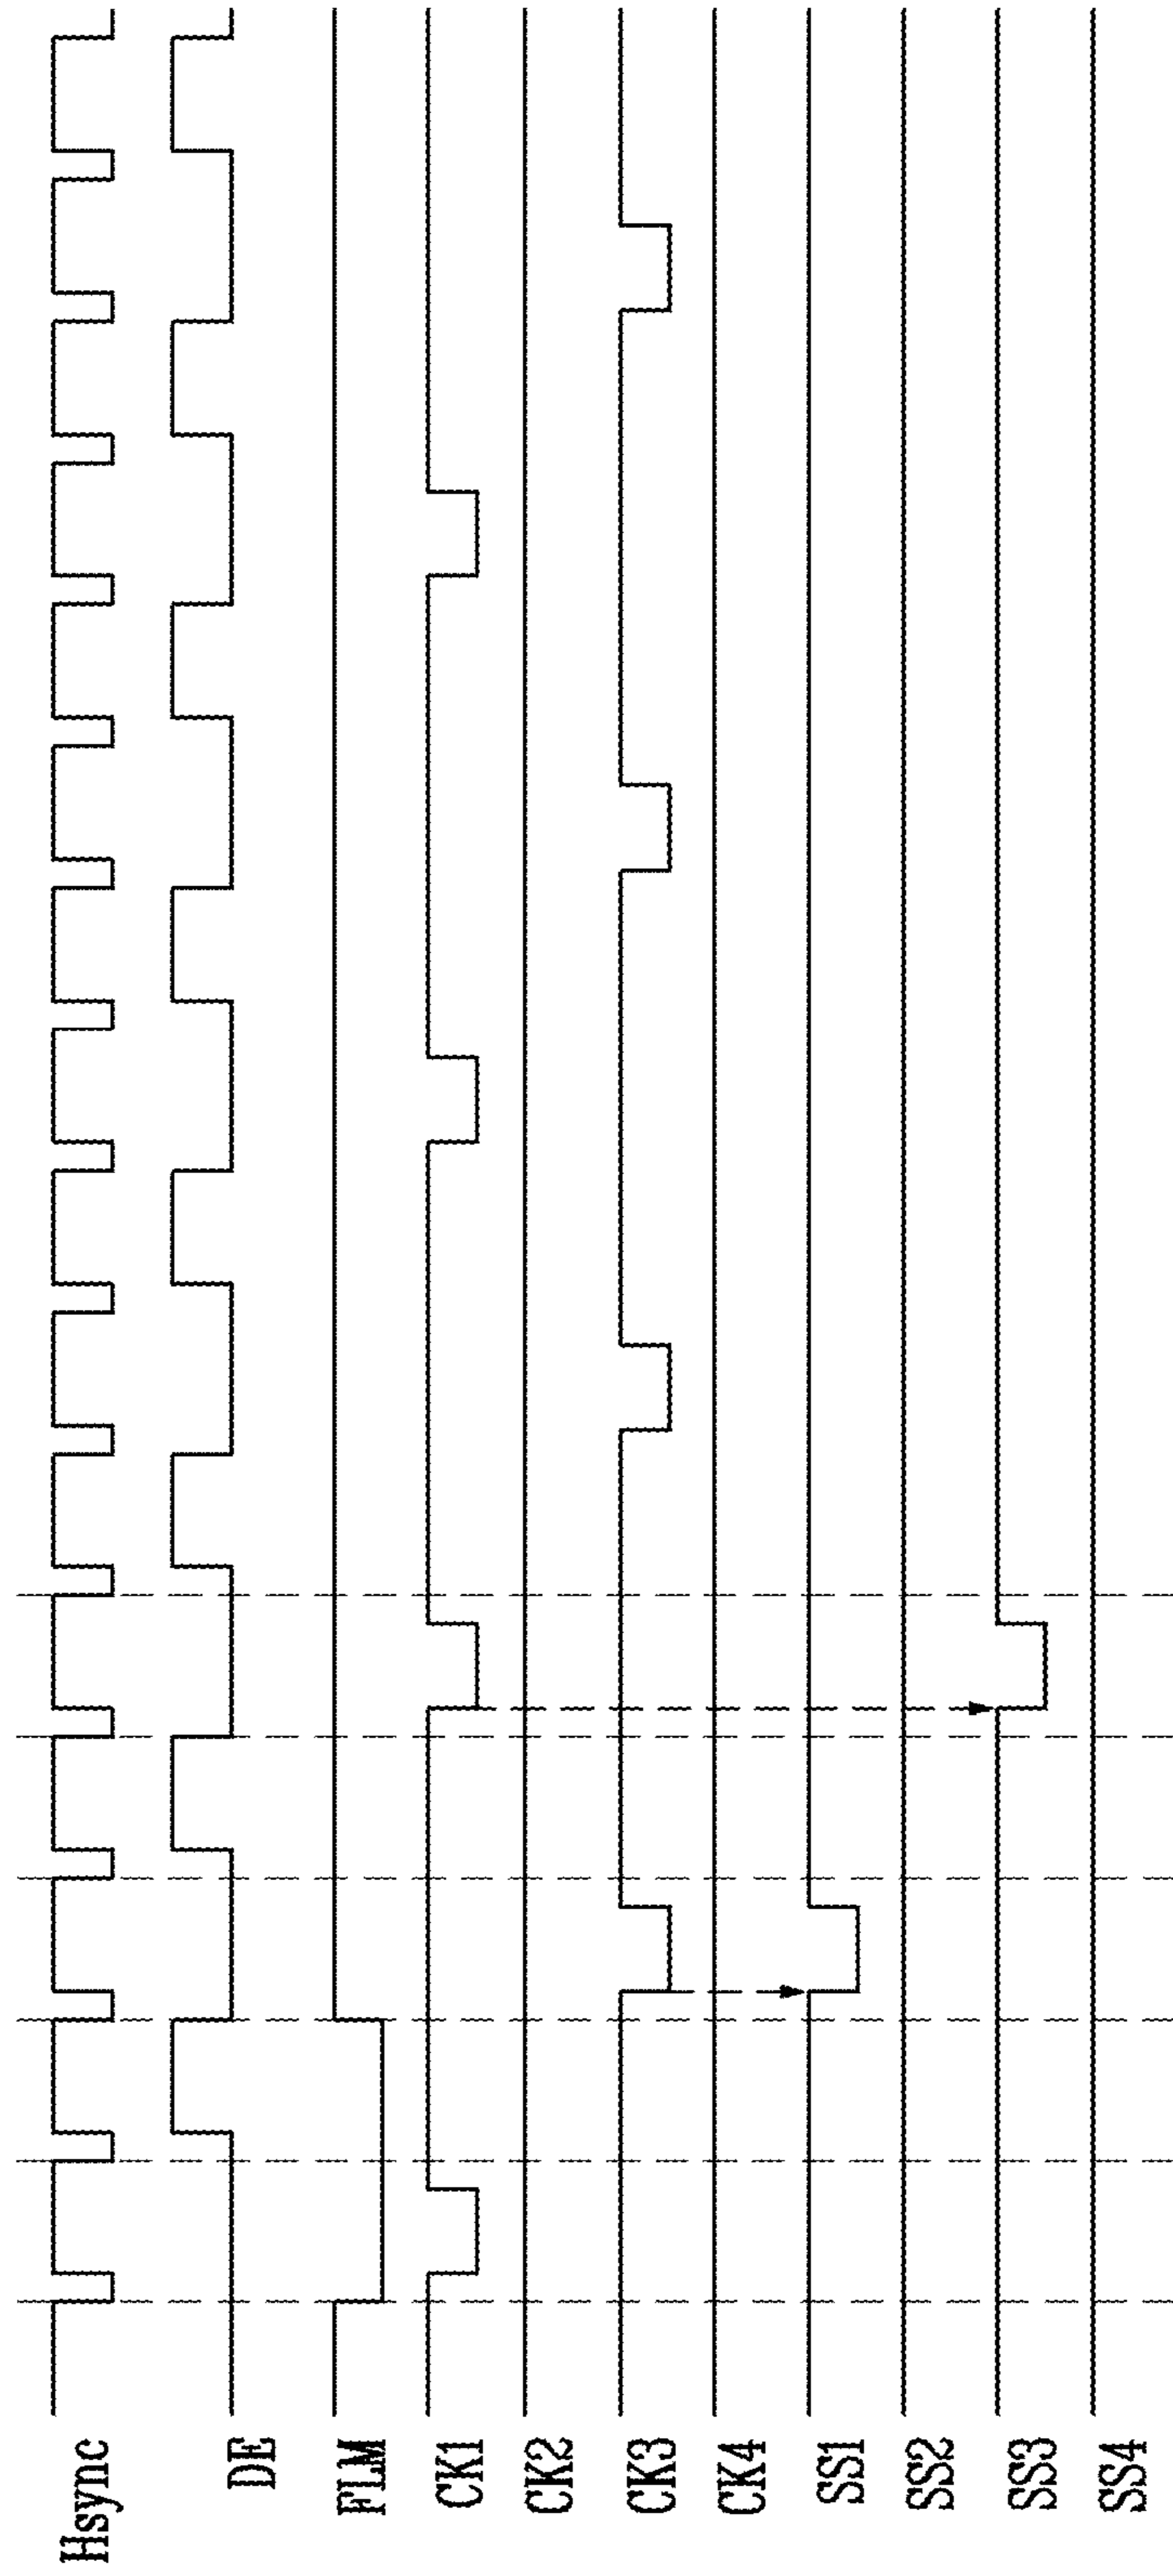 Hsync
DE
FLM
CK1
CK2
CK3
CK4
SS1
SS2
SS3
SS4